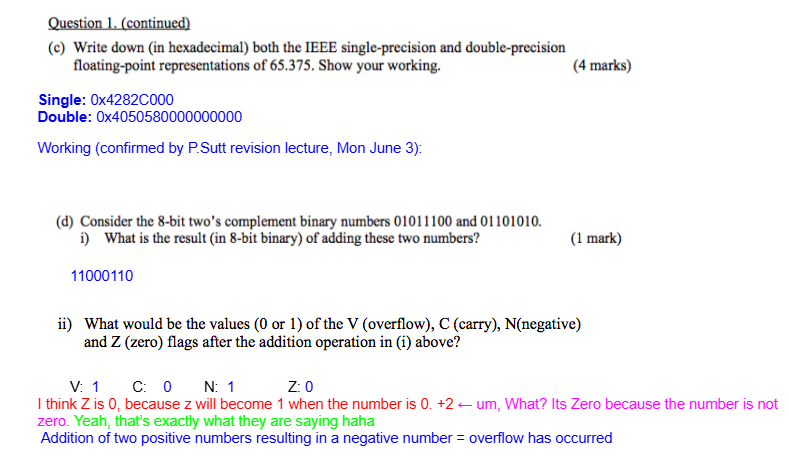 Question 1. (continued)
(c) Write down (in hexadecimal) both the IEEE single-precision and double-precision
floating-point representations of 65.375. Show your working. (4 marks)
Single: 0x4282C000
Double: 0x4050580000000000
Working (confirmed by P.Sutt revision lecture, Mon June 3):
(d) Consider the 8-bit two's complement binary numbers 01011100 and 01101010.
i) What is the result (in 8-bit binary) of adding these two numbers? (1 mark)
11000110
ii) What would be the values (0 or 1) of the V (overflow), C (carry), N(negative)
and Z (zero) flags after the addition operation in (i) above?
V: 1 C: 0 N: 1 Z: 0
I think Z is 0, because z will become 1 when the number is 0. +2 ← um, What? Its Zero because the number is not
zero. Yeah, that's exactly what they are saying haha
Addition of two positive numbers resulting in a negative number = overflow has occurred